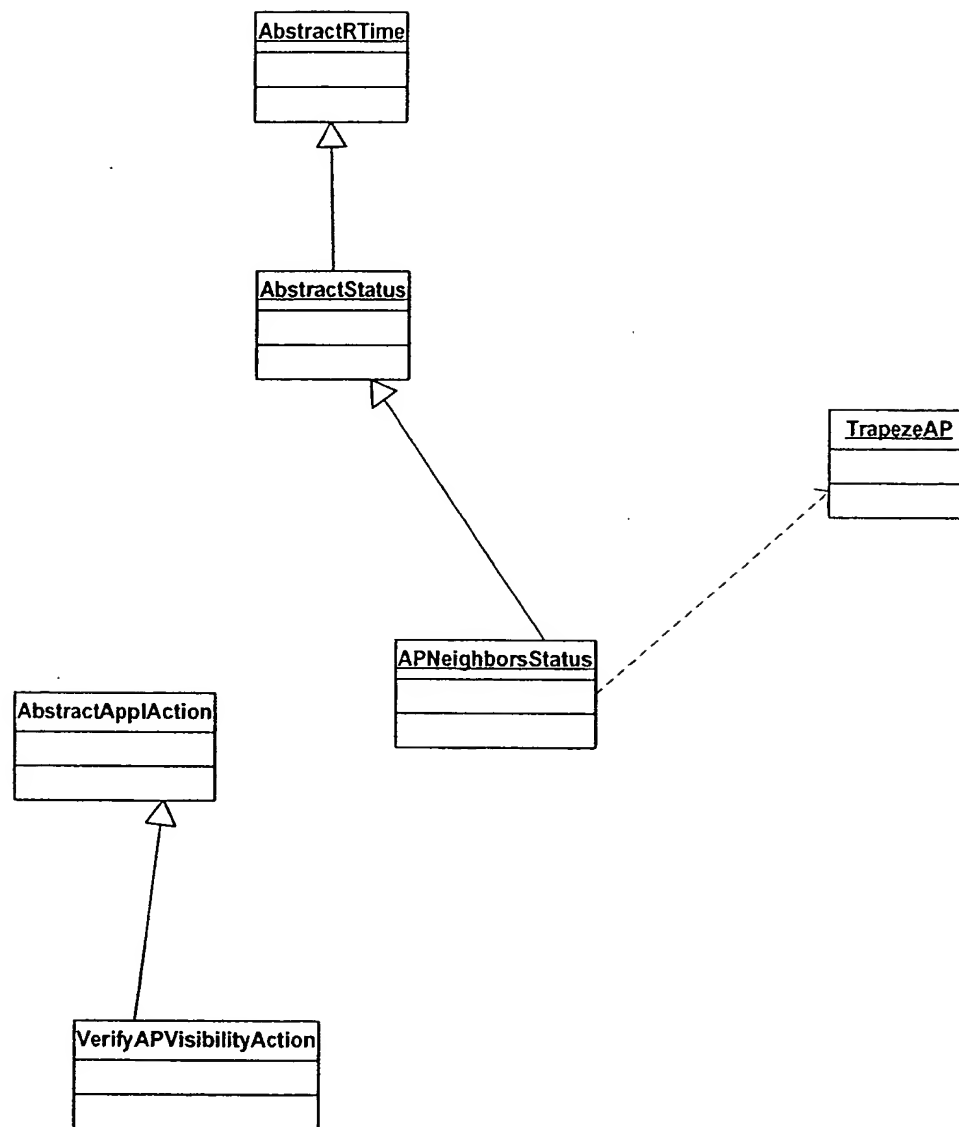 AbstractRTime
AbstractStatus
TrapezeAP
APNeighborsStatus
AbstractApplAction
VerifyAPVisibilityAction